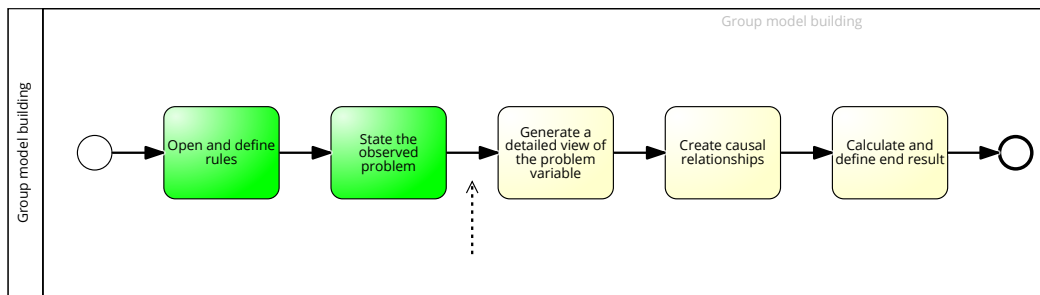 Group model building
Group model building
Open and define
rules
State the
observed
problem
Generate a
detailed view of
the problem
variable
Create causal
relationships
Calculate and
define end result